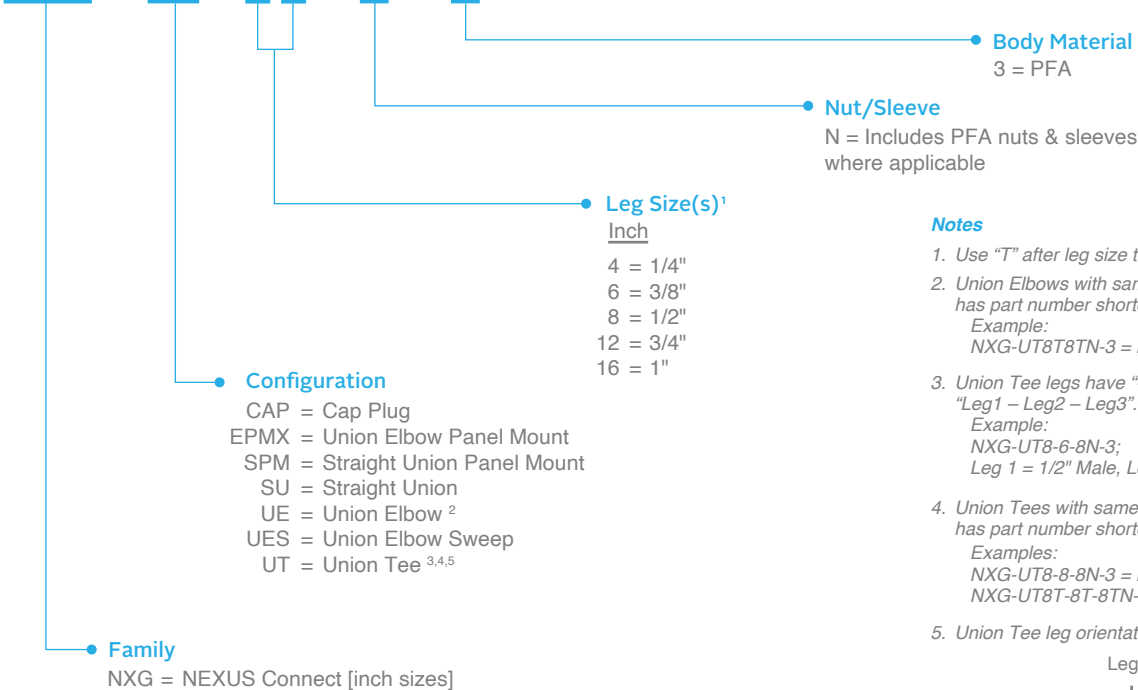 Body Material
3 = PFA
Nut/Sleeve
N = Includes PFA nuts & sleeves
where applicable
Leg Size(s)¹
Inch
4 = 1/4"
6 = 3/8"
8 = 1/2"
12 = 3/4"
16 = 1"
Configuration
CAP = Cap Plug
EPMX = Union Elbow Panel Mount
SPM = Straight Union Panel Mount
SU = Straight Union
UE = Union Elbow ²
UES = Union Elbow Sweep
UT = Union Tee ³,⁴,⁵
Family
NXG = NEXUS Connect [inch sizes]
Notes
1. Use “T” after leg size
2. Union Elbows with
has part number
Example:
NXG-UT8T8TN-3 =
3. Union Tee legs have “
“Leg1 – Leg2 – Leg3”.
Example:
NXG-UT8-6-8N-3;
Leg 1 = 1/2" Male,
4. Union Tees with same
has part number
Examples:
NXG-UT8-8-8N-3 =
NXG-UT8T-8T-8TN-
5. Union Tee leg
Leg